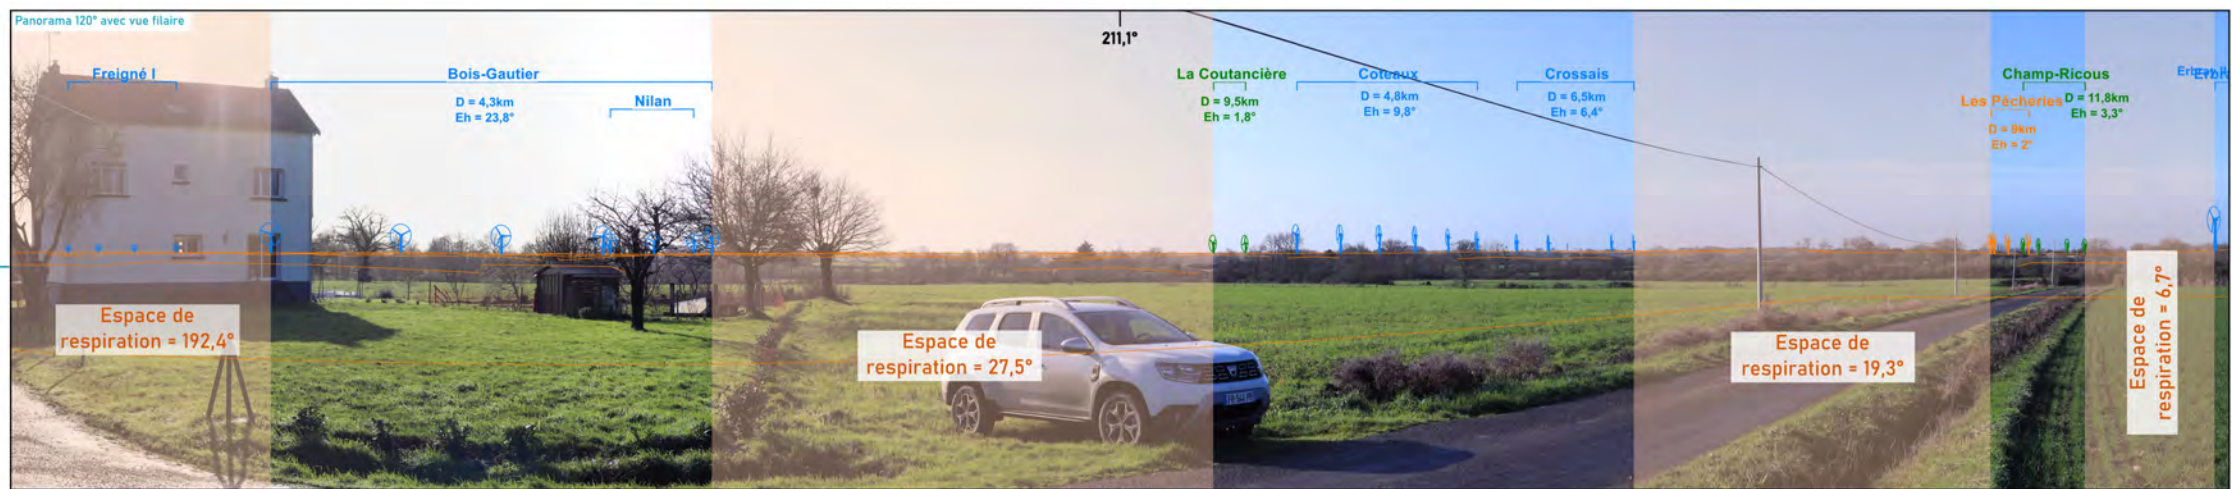 Panorama 120° avec vue filaire
211,1°
Freigné I
Bois-Gautier
D = 4,3km
Eh = 23,8°
Nilan
La Coutancière
D = 9,5km
Eh = 1,8°
Coteaux
D = 4,8km
Eh = 9,8°
Crossais
D = 6,5km
Eh = 6,4°
Champ-Ricous
D = 11,8km
Eh = 3,3°
Les Pêcheries
D = 9km
Eh = 2°
Espace de
respiration = 192,4°
Espace de
respiration = 27,5°
Espace de
respiration = 19,3°
Espace de
respiration = 6,7°